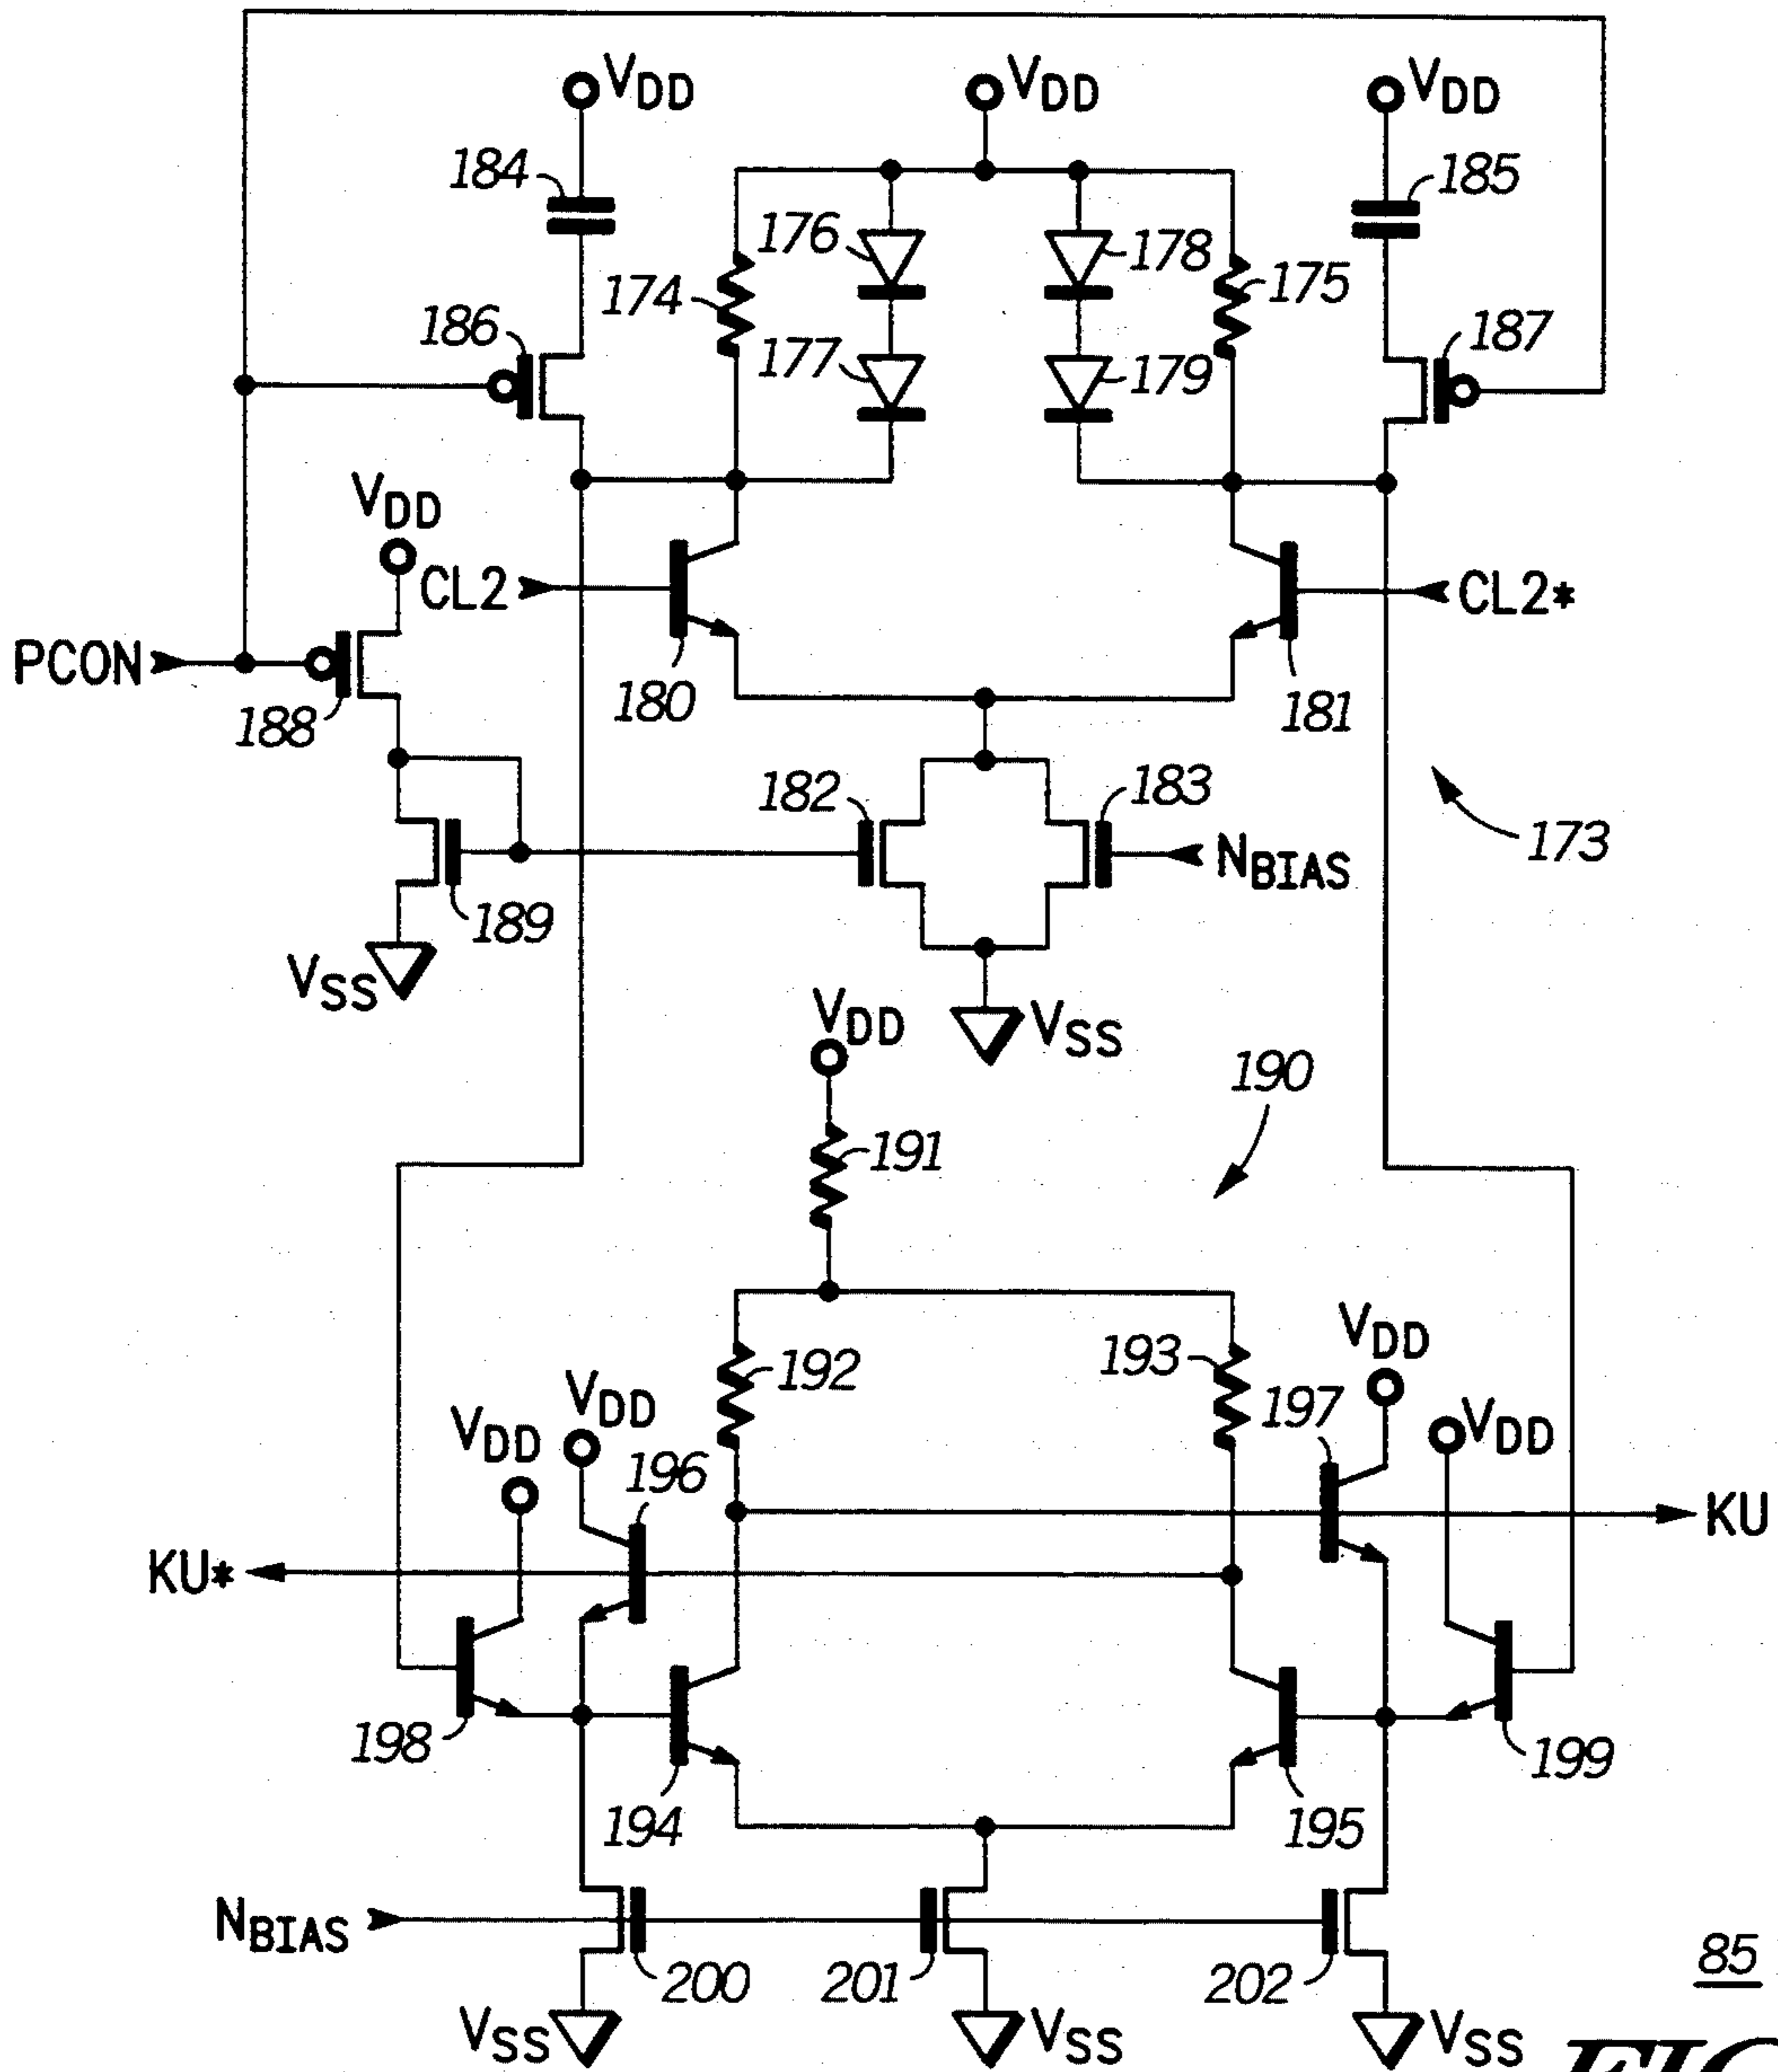 VDD VDD VDD
184 185
176 178
174 175
186 187
177 179
VDD
CL2 CL2*
PCON
180 181
188
182 183
NBIAS 173
189
VSS
VDD VSS
190
191
192 193 VDD
VDD 197 VDD
VDD 196
KU
KU*
198 199
194 195
NBIAS
200 201 202 85
VSS VSS VSS